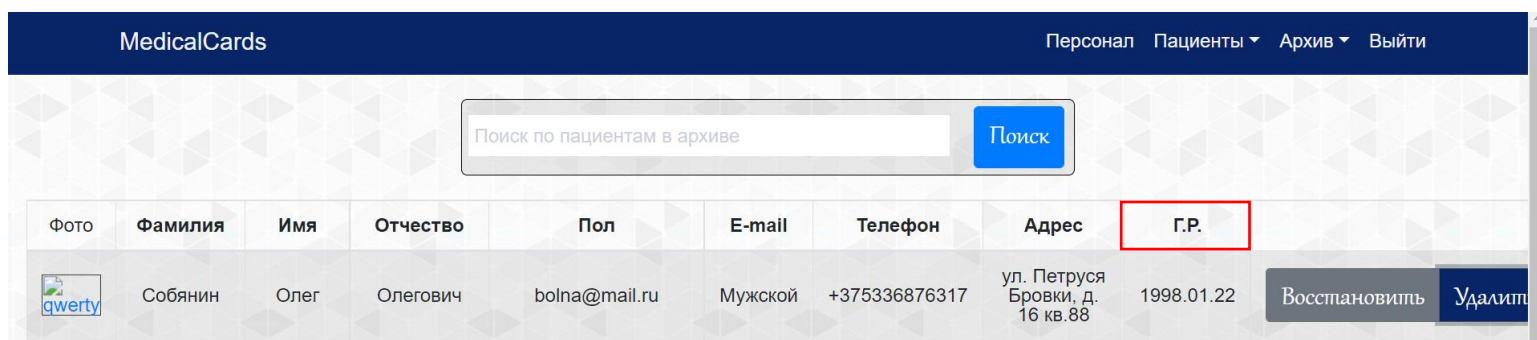 MedicalCards Персонал Пациенты Архив Выйти
Поиск по пациентам в архиве Поиск
Фото Фамилия Имя Отчество Пол E-mail Телефон Адрес Г.Р.
qwerty Собянин Олег Олегович bolna@mail.ru Мужской +375336876317 ул. Петруся Бровки, д. 16 кв.88 1998.01.22 Восстановить Удалит